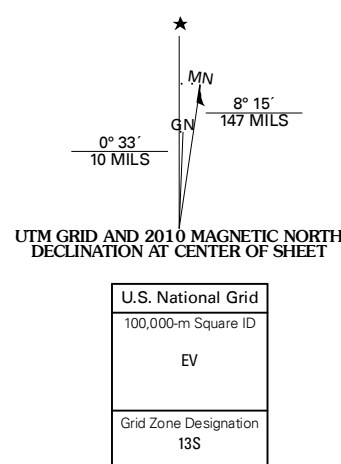 MN
8° 15´
147 MILS
GN
0° 33´
10 MILS
UTM GRID AND 2010 MAGNETIC NORTH
DECLINATION AT CENTER OF SHEET
U.S. National Grid
100,000-m Square ID
EV
Grid Zone Designation
13S